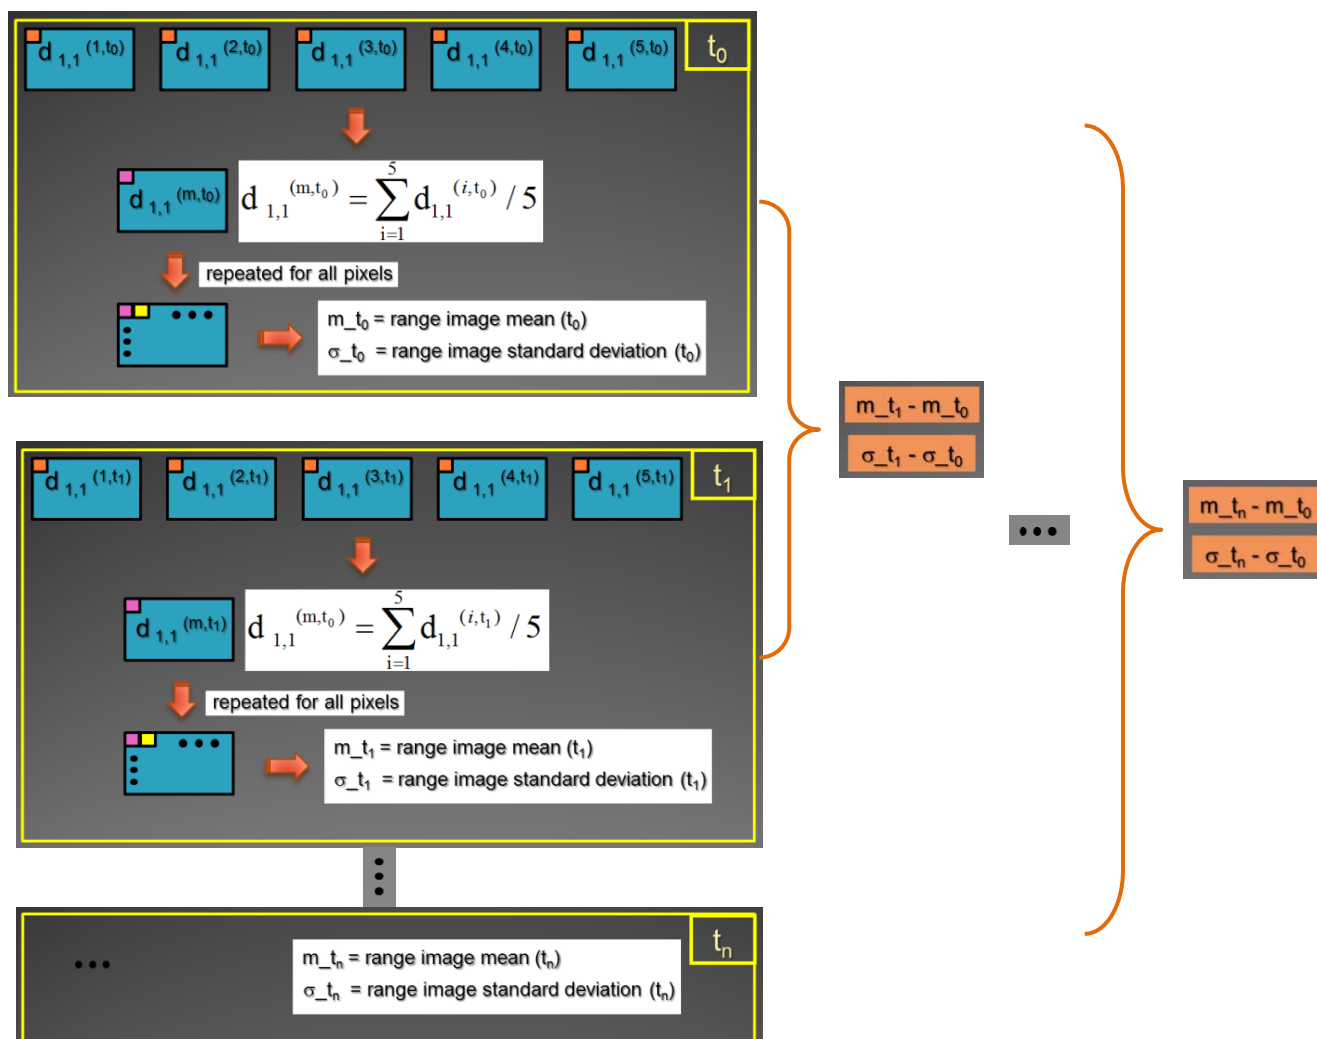 d 1,1 (1,t0) d 1,1 (2,t0) d 1,1 (3,t0) d 1,1 (4,t0) d 1,1 (5,t0) t0
d 1,1 (m,t0) d 1,1 (m,t0) = ∑ i=1 5 d 1,1 (i,t0) / 5
repeated for all pixels
m_t0 = range image mean (t0)
σ_t0 = range image standard deviation (t0)
m_t1 - m_t0
σ_t1 - σ_t0
d 1,1 (1,t1) d 1,1 (2,t1) d 1,1 (3,t1) d 1,1 (4,t1) d 1,1 (5,t1) t1
d 1,1 (m,t1) d 1,1 (m,t0) = ∑ i=1 5 d 1,1 (i,t1) / 5
repeated for all pixels
m_t1 = range image mean (t1)
σ_t1 = range image standard deviation (t1)
m_tn - m_t0
σ_tn - σ_t0
tn
m_tn = range image mean (tn)
σ_tn = range image standard deviation (tn)